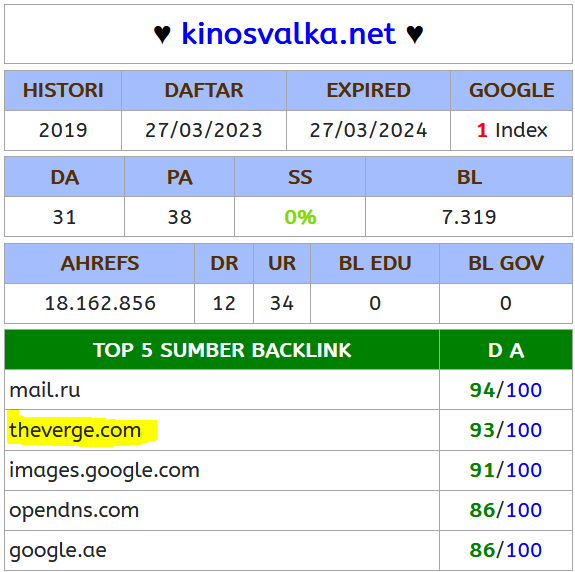 ♥ kinosvalka.net ♥
HISTORI DAFTAR EXPIRED GOOGLE
2019 27/03/2023 27/03/2024 1 Index
DA PA SS BL
31 38 0% 7.319
AHREFS DR UR BL EDU BL GOV
18.162.856 12 34 0 0
TOP 5 SUMBER BACKLINK D A
mail.ru 94/100
theverge.com 93/100
images.google.com 91/100
opendns.com 86/100
google.ae 86/100